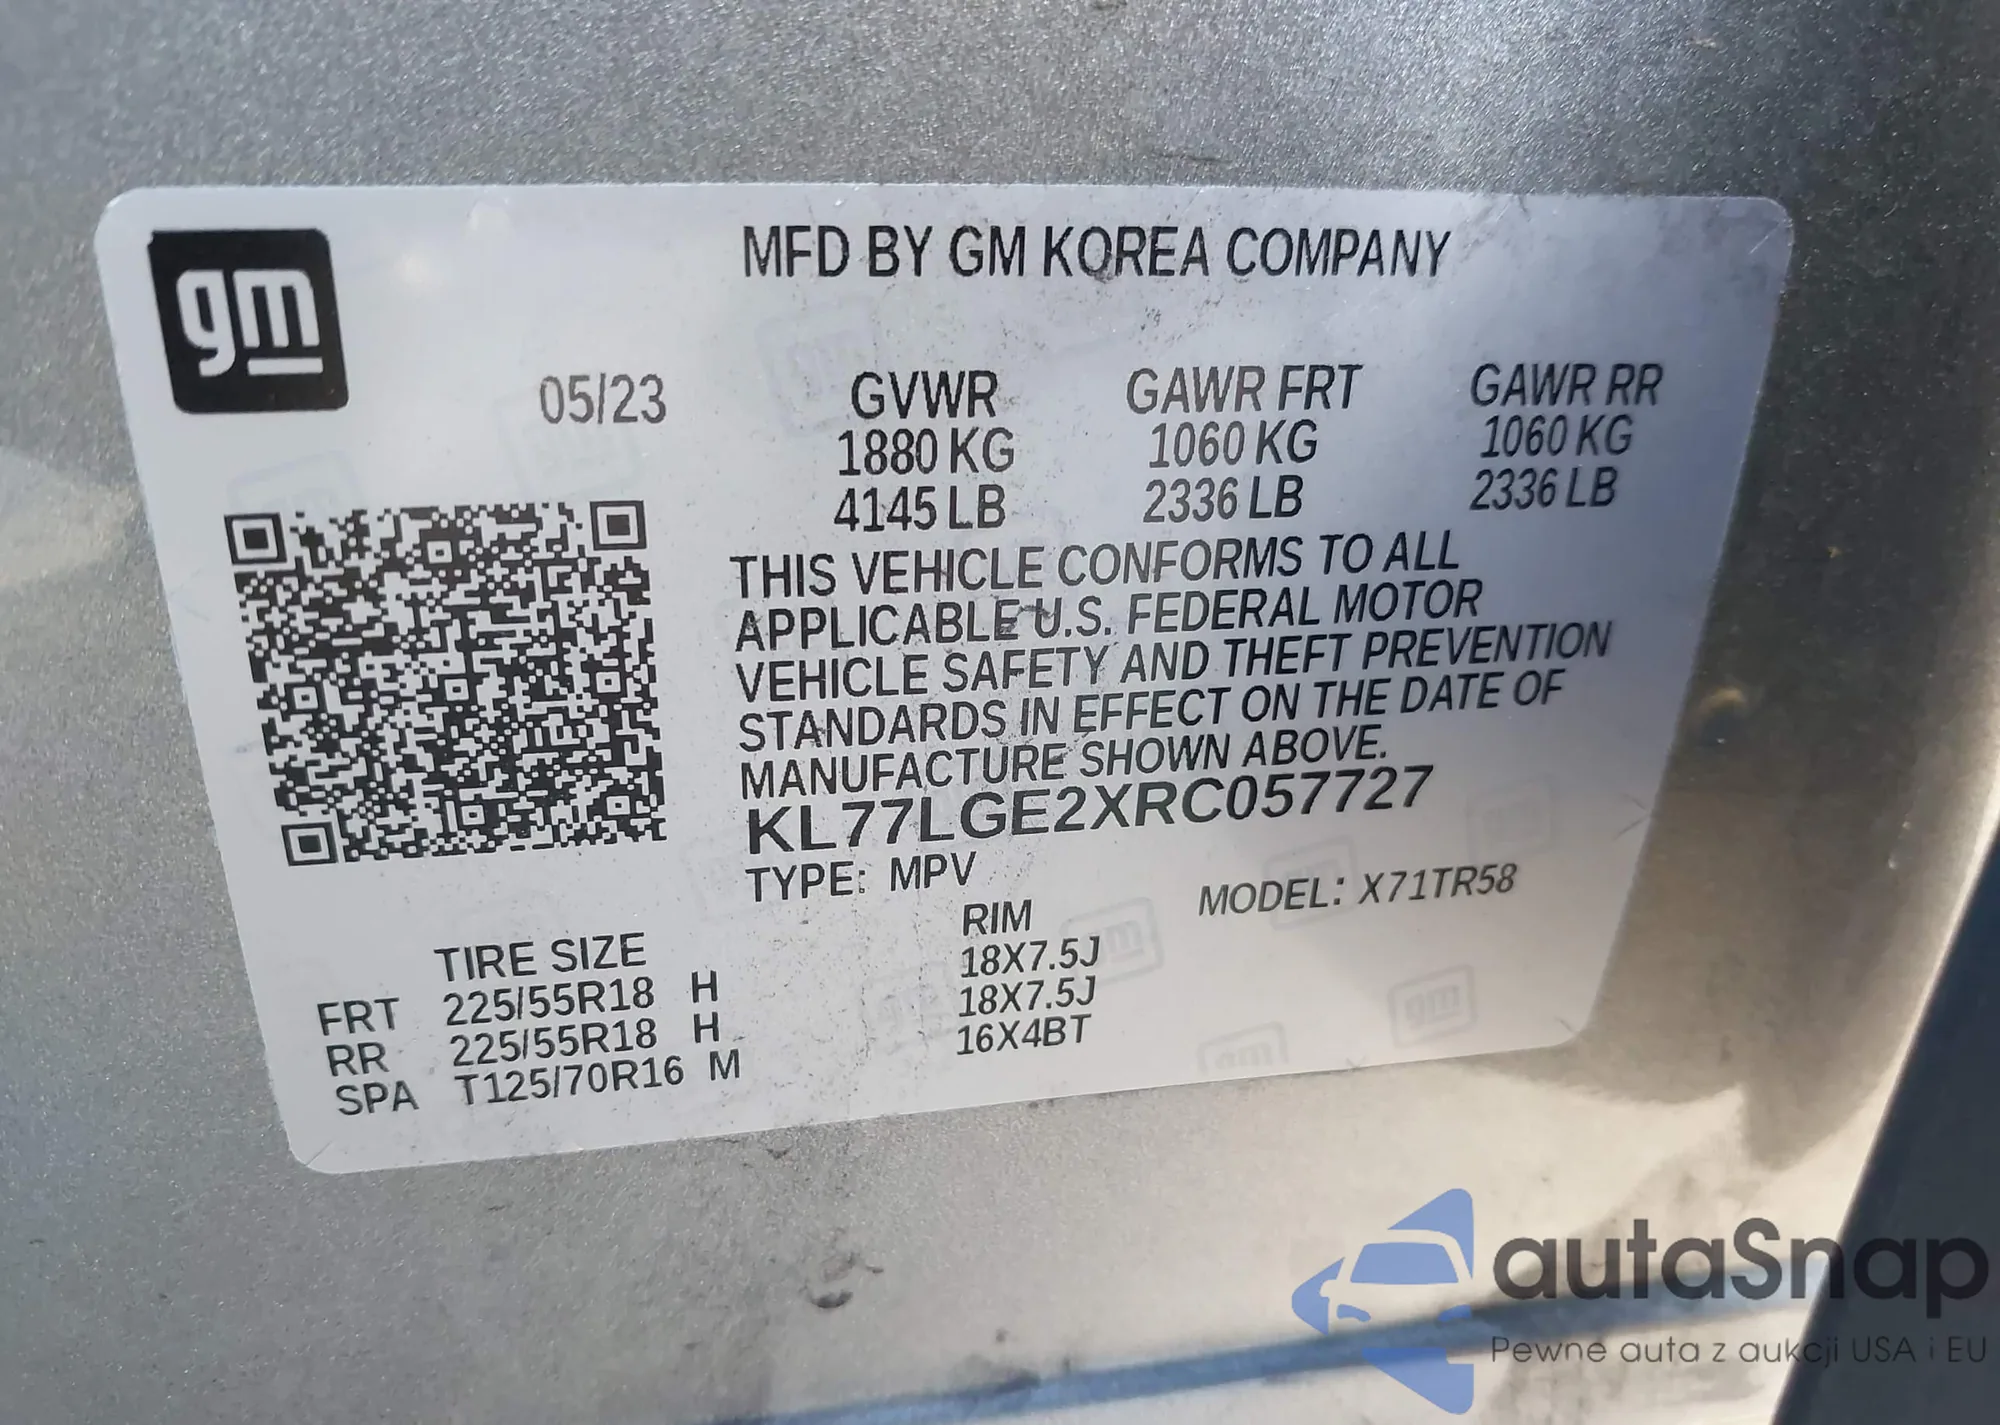 gm
MFD BY GM KOREA COMPANY
05/23
GVWR GAWR FRT GAWR RR
1880 KG 1060 KG 1060 KG
4145 LB 2336 LB 2336 LB
THIS VEHICLE CONFORMS TO ALL
APPLICABLE U.S. FEDERAL MOTOR
VEHICLE SAFETY AND THEFT PREVENTION
STANDARDS IN EFFECT ON THE DATE OF
MANUFACTURE SHOWN ABOVE.
KL77LGE2XRC057727
TYPE: MPV MODEL: X71TR58
TIRE SIZE RIM
FRT 225/55R18 H 18X7.5J
RR 225/55R18 H 18X7.5J
SPA T125/70R16 M 16X4BT
autaSnap
Pewne auta z aukcji USA i EU